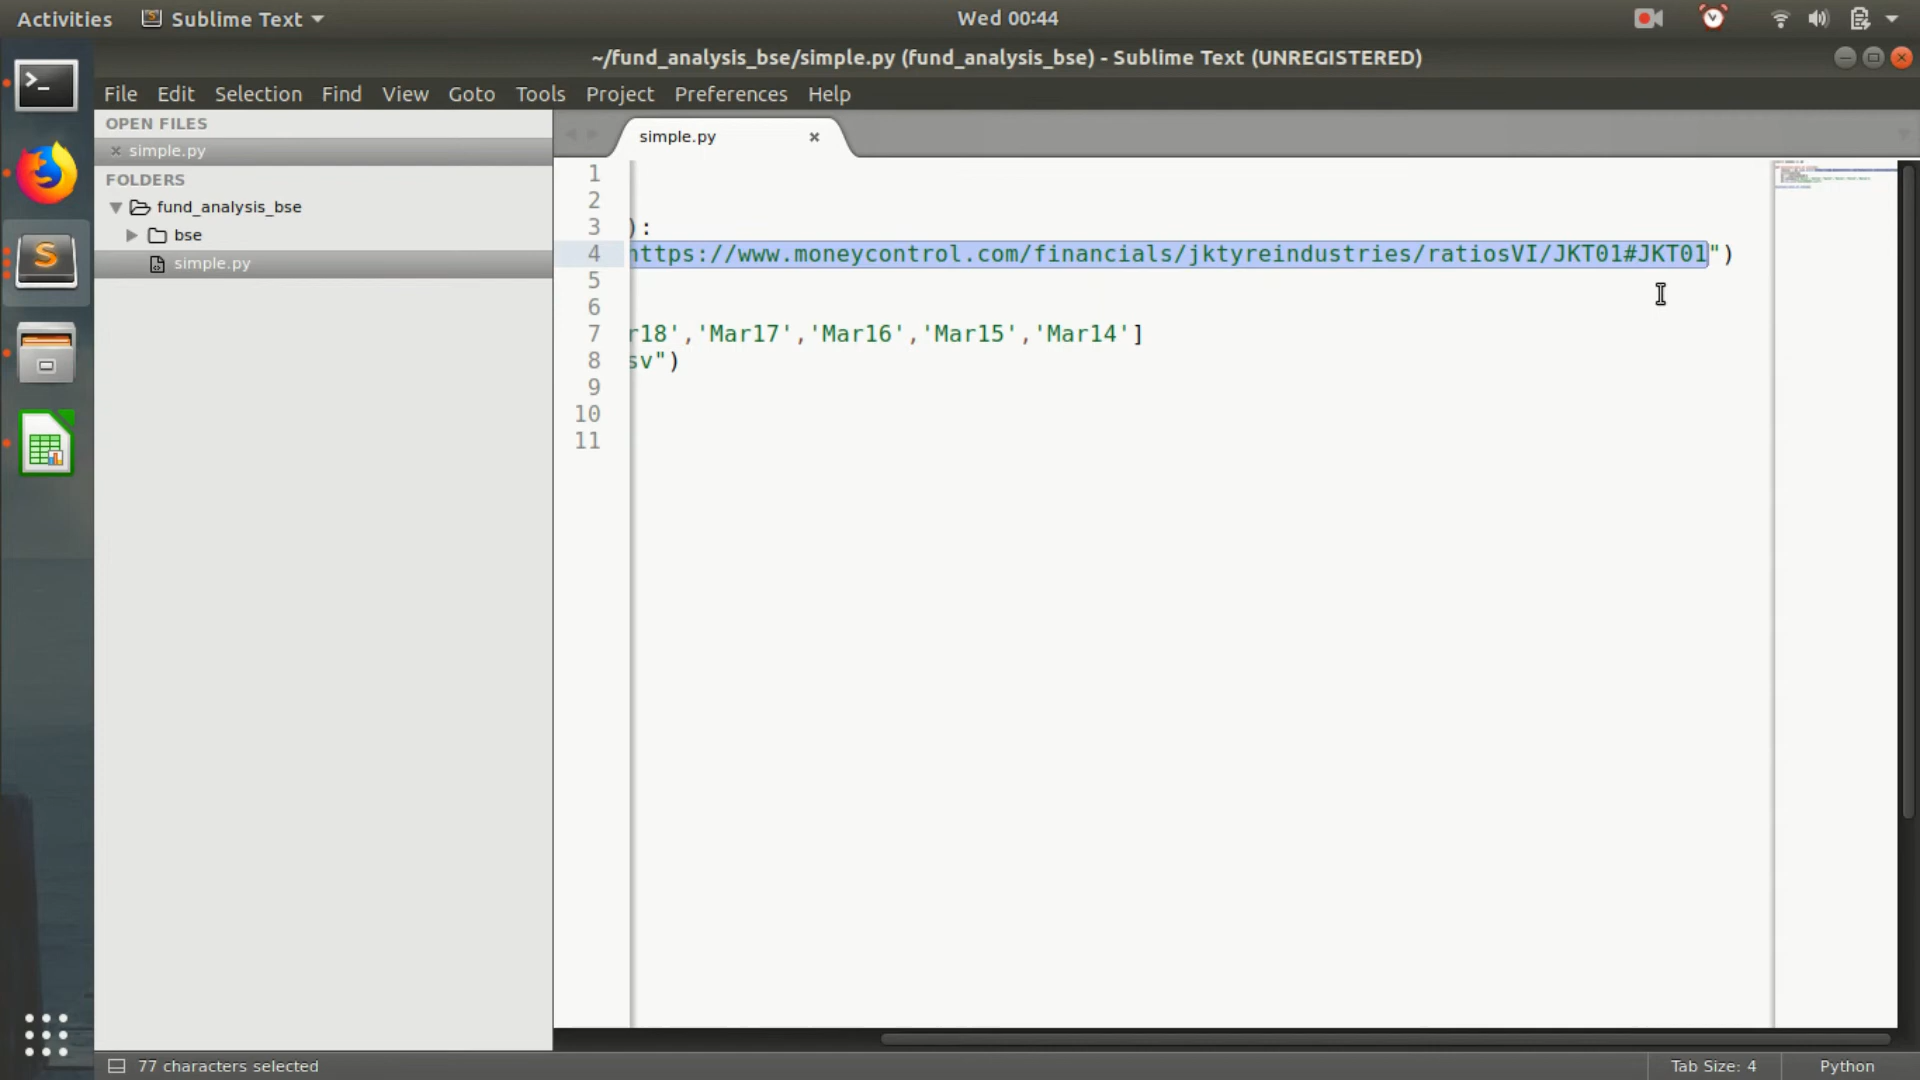 Activities
Sublime Text
Wed 00:44
~/fund_analysis_bse/simple.py (fund_analysis_bse) - Sublime Text (UNREGISTERED)
File Edit Selection Find View Goto Tools Project Preferences Help
OPEN FILES
simple.py
FOLDERS
fund_analysis_bse
bse
simple.py
simple.py
1
2
3 ):
4 https://www.moneycontrol.com/financials/jktyreindustries/ratiosVI/JKT01#JKT01")
5
6
7 r18','Mar17','Mar16','Mar15','Mar14']
8 sv")
9
10
11
77 characters selected
Tab Size: 4
Python